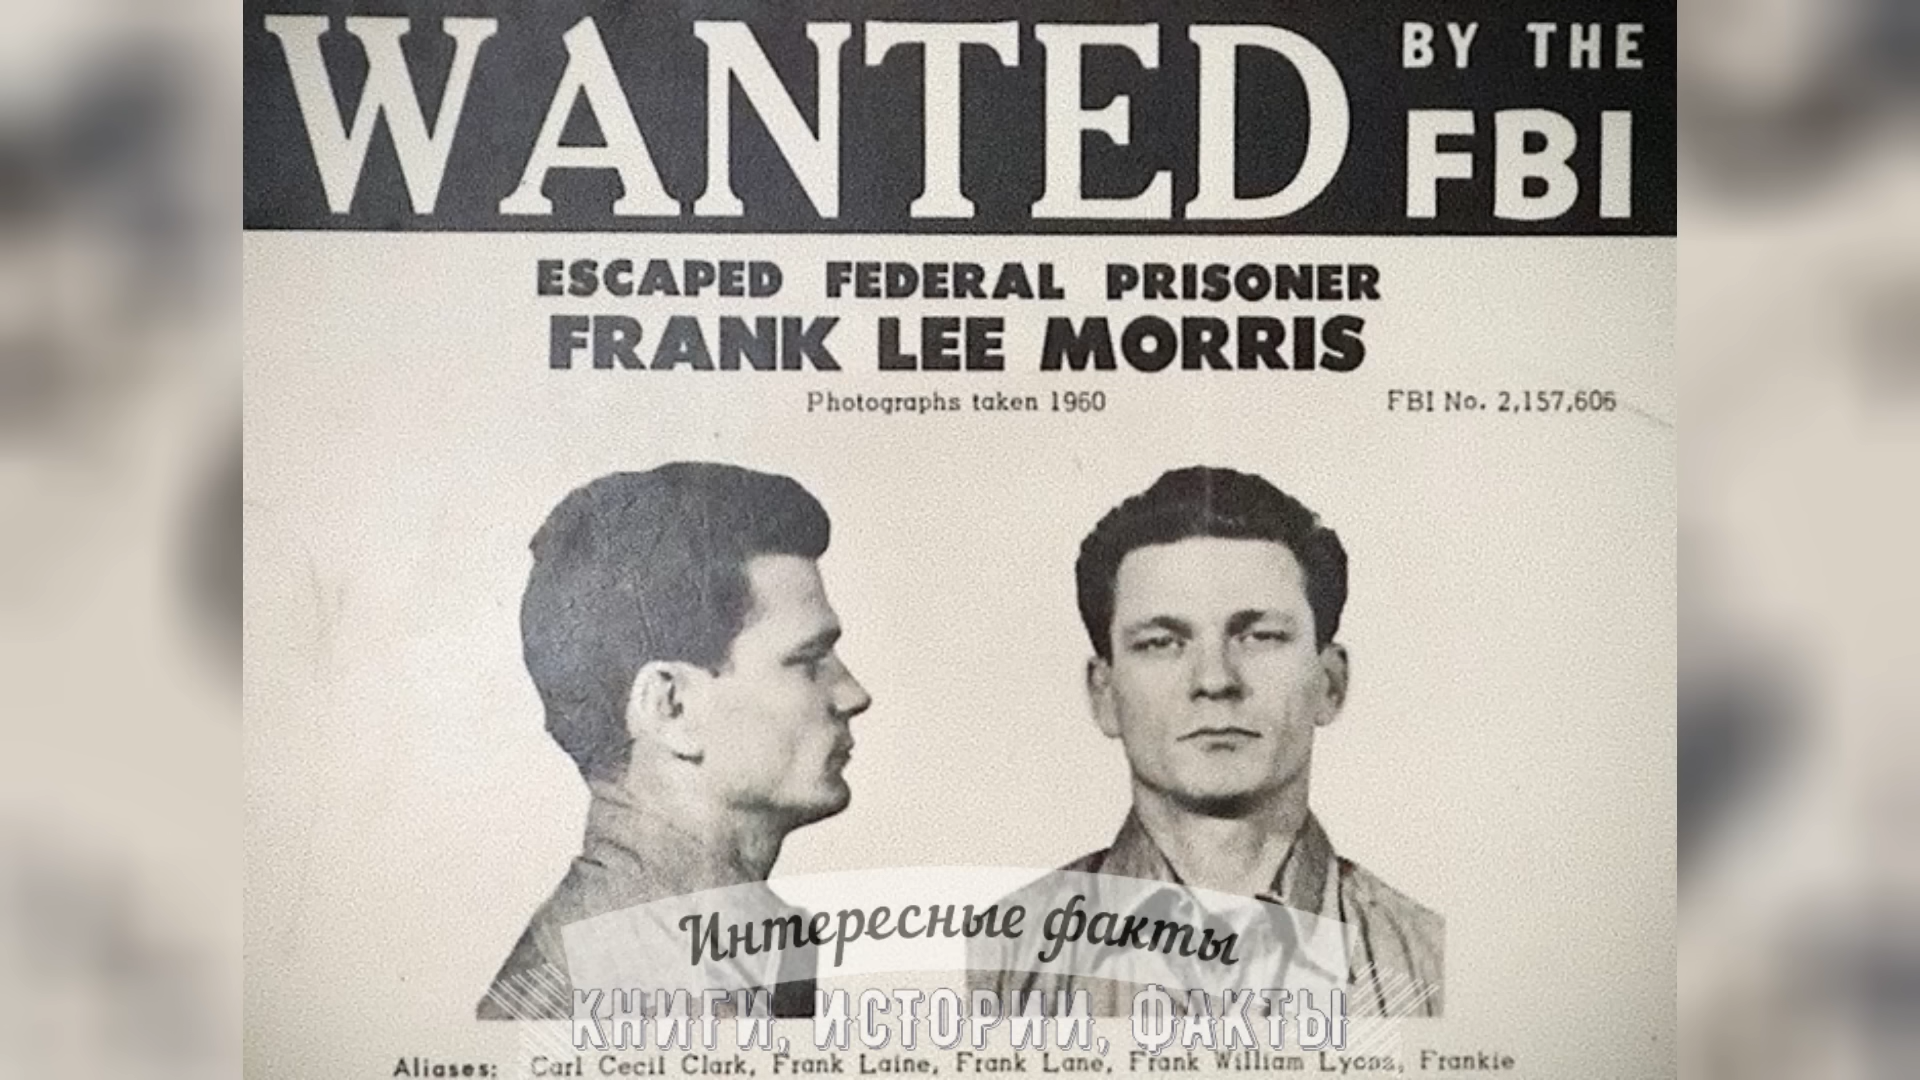 WANTED BY THE FBI
ESCAPED FEDERAL PRISONER
FRANK LEE MORRIS
Photographs taken 1960
FBI No. 2,157,606
Интересные факты
КНИГИ, ИСТОРИИ, ФАКТЫ
Aliases: Carl Cecil Clark, Frank Laine, Frank Lane, Frank William Lyons, Frankie